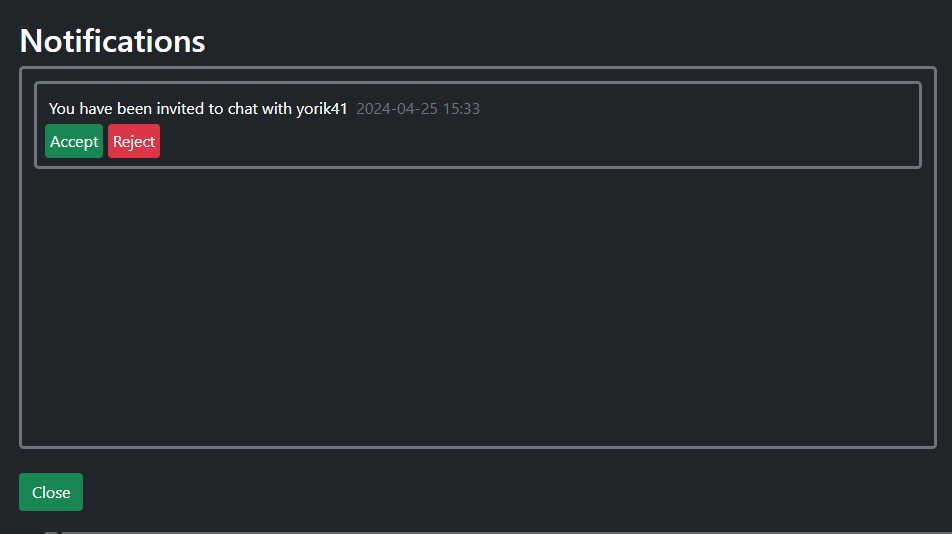 Notifications
You have been invited to chat with yorik41 2024-04-25 15:33
Accept Reject
Close